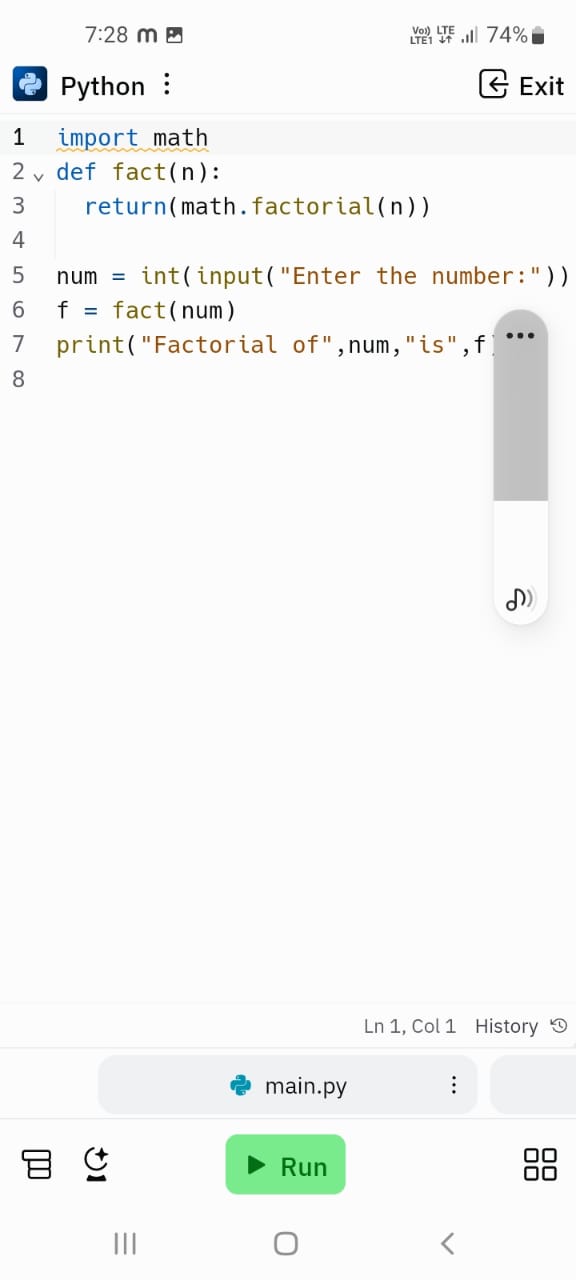 7:28 m Vo)) LTE 74%
LTE1
Python Exit
1 import math
2 def fact(n):
3   return(math.factorial(n))
4
5 num = int(input("Enter the number:"))
6 f = fact(num)
7 print("Factorial of",num,"is",f)
8
Ln 1, Col 1 History
main.py
Run